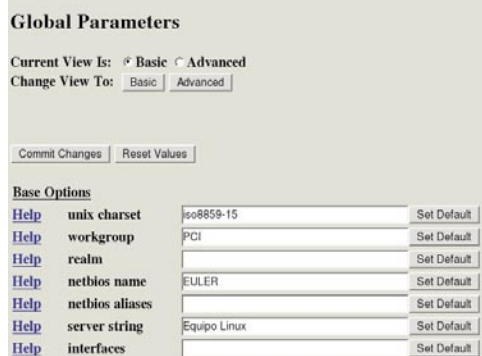 Global Parameters
Current View Is: Basic Advanced
Change View To: Basic Advanced
Commit Changes Reset Values
Base Options
Help unix charset iso8859-15 Set Default
Help workgroup PCI Set Default
Help realm Set Default
Help netbios name EULER Set Default
Help netbios aliases Set Default
Help server string Equipo Linux Set Default
Help interfaces Set Default